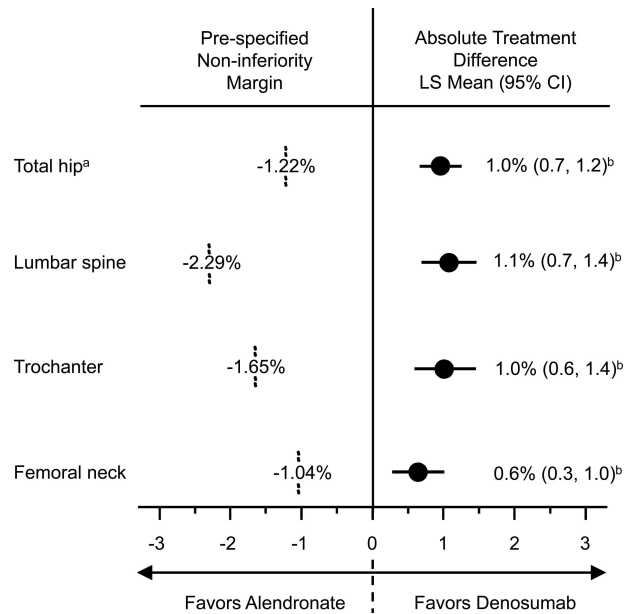 Pre-specified
Non-inferiority
Margin
Absolute Treatment
Difference
LS Mean (95% CI)
Total hipᵃ -1.22% 1.0% (0.7, 1.2)ᵇ
Lumbar spine -2.29% 1.1% (0.7, 1.4)ᵇ
Trochanter -1.65% 1.0% (0.6, 1.4)ᵇ
Femoral neck -1.04% 0.6% (0.3, 1.0)ᵇ
-3 -2 -1 0 1 2 3
Favors Alendronate Favors Denosumab